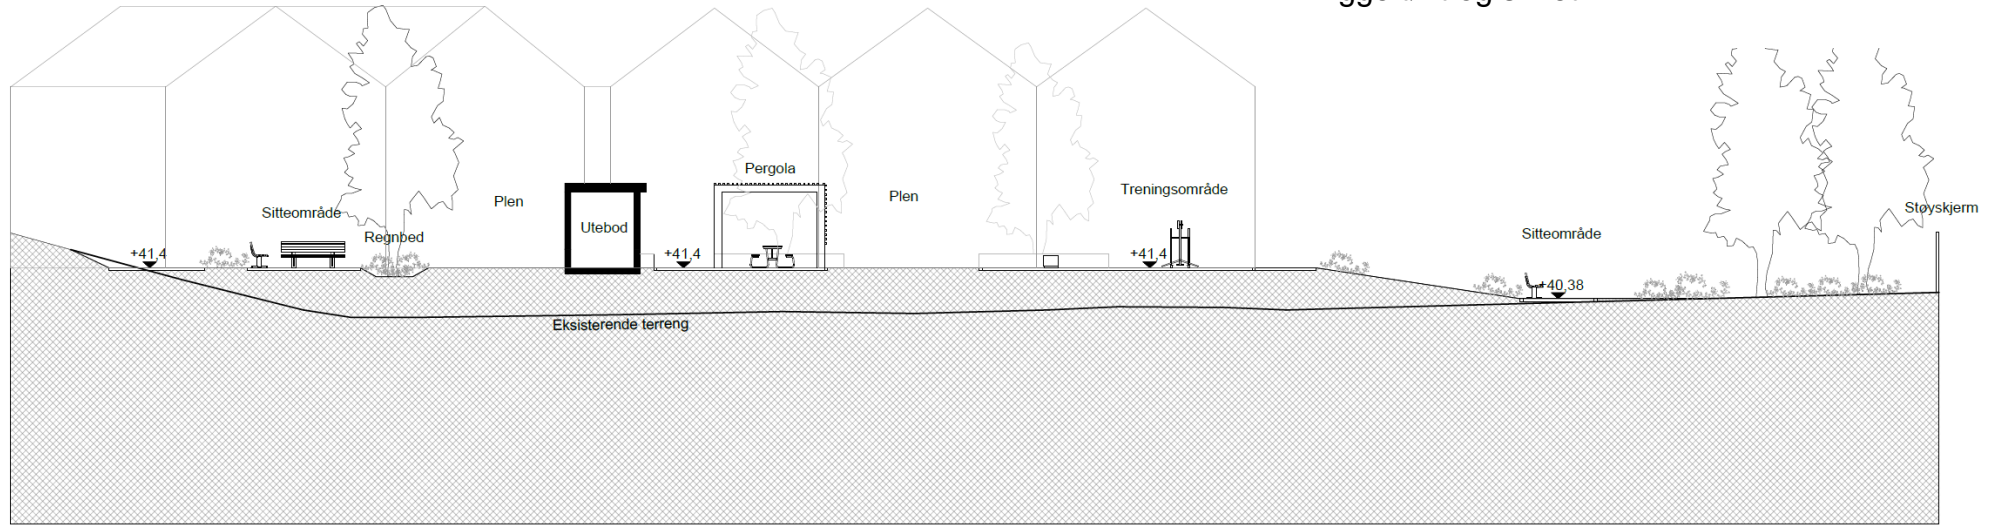 Pergola
Treningsområde
Plen
Plen
Støyskjerm
Sitteområde
Utebod
Sitteområde
Regnbed
+41,4
+41,4
+41,4
+40,38
Eksisterende terreng